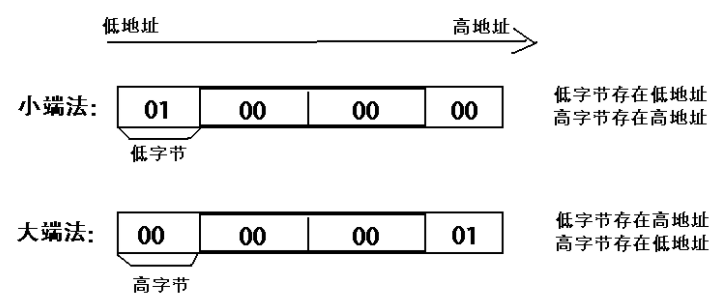 低地址 高地址
小端法: 01 00 00 00 低字节存在低地址
高字节存在高地址
低字节
大端法: 00 00 00 01 低字节存在高地址
高字节存在低地址
高字节